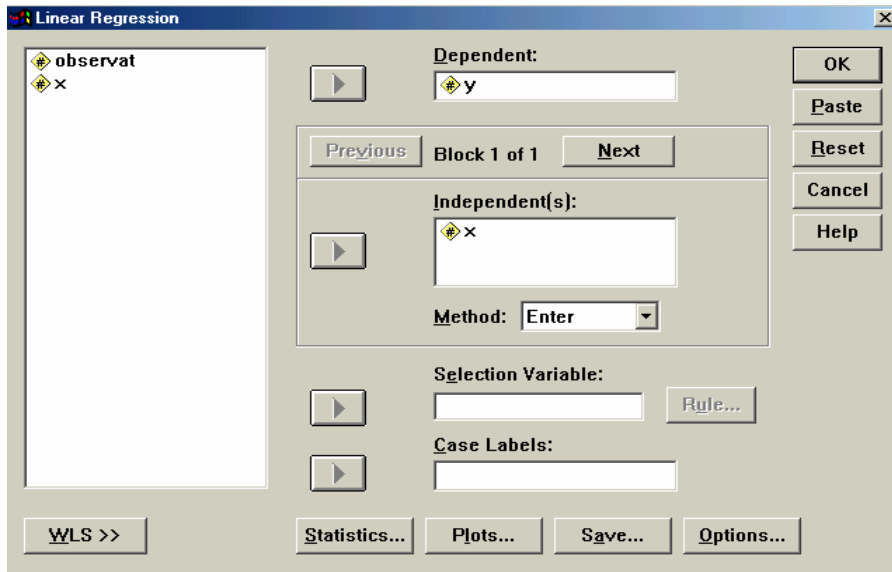 Linear Regression
observat
x
Dependent:
y
OK
Paste
Reset
Cancel
Help
Previous
Block 1 of 1
Next
Independent(s):
x
Method:
Enter
Selection Variable:
Rule...
Case Labels:
WLS >>
Statistics...
Plots...
Save...
Options...